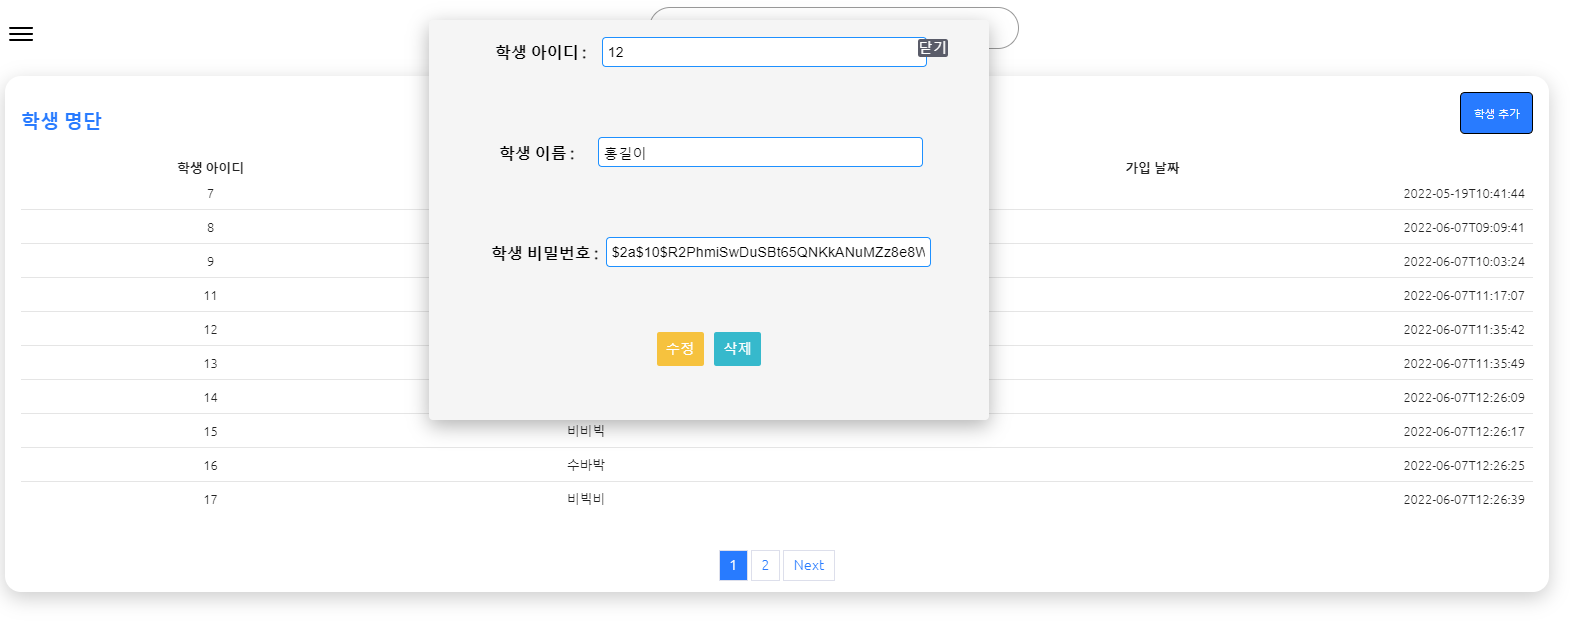 학생 아이디 :
12
닫기
학생 이름 :
홍길이
학생 비밀번호 :
$2a$10$R2PhmiSwDuSBt65QNKkANuMZz8e8W
수정
삭제
학생 명단
학생 추가
학생 아이디
가입 날짜
7
2022-05-19T10:41:44
8
2022-06-07T09:09:41
9
2022-06-07T10:03:24
11
2022-06-07T11:17:07
12
2022-06-07T11:35:42
13
2022-06-07T11:35:49
14
2022-06-07T12:26:09
15
비비빅
2022-06-07T12:26:17
16
수바박
2022-06-07T12:26:25
17
비빅비
2022-06-07T12:26:39
1
2
Next